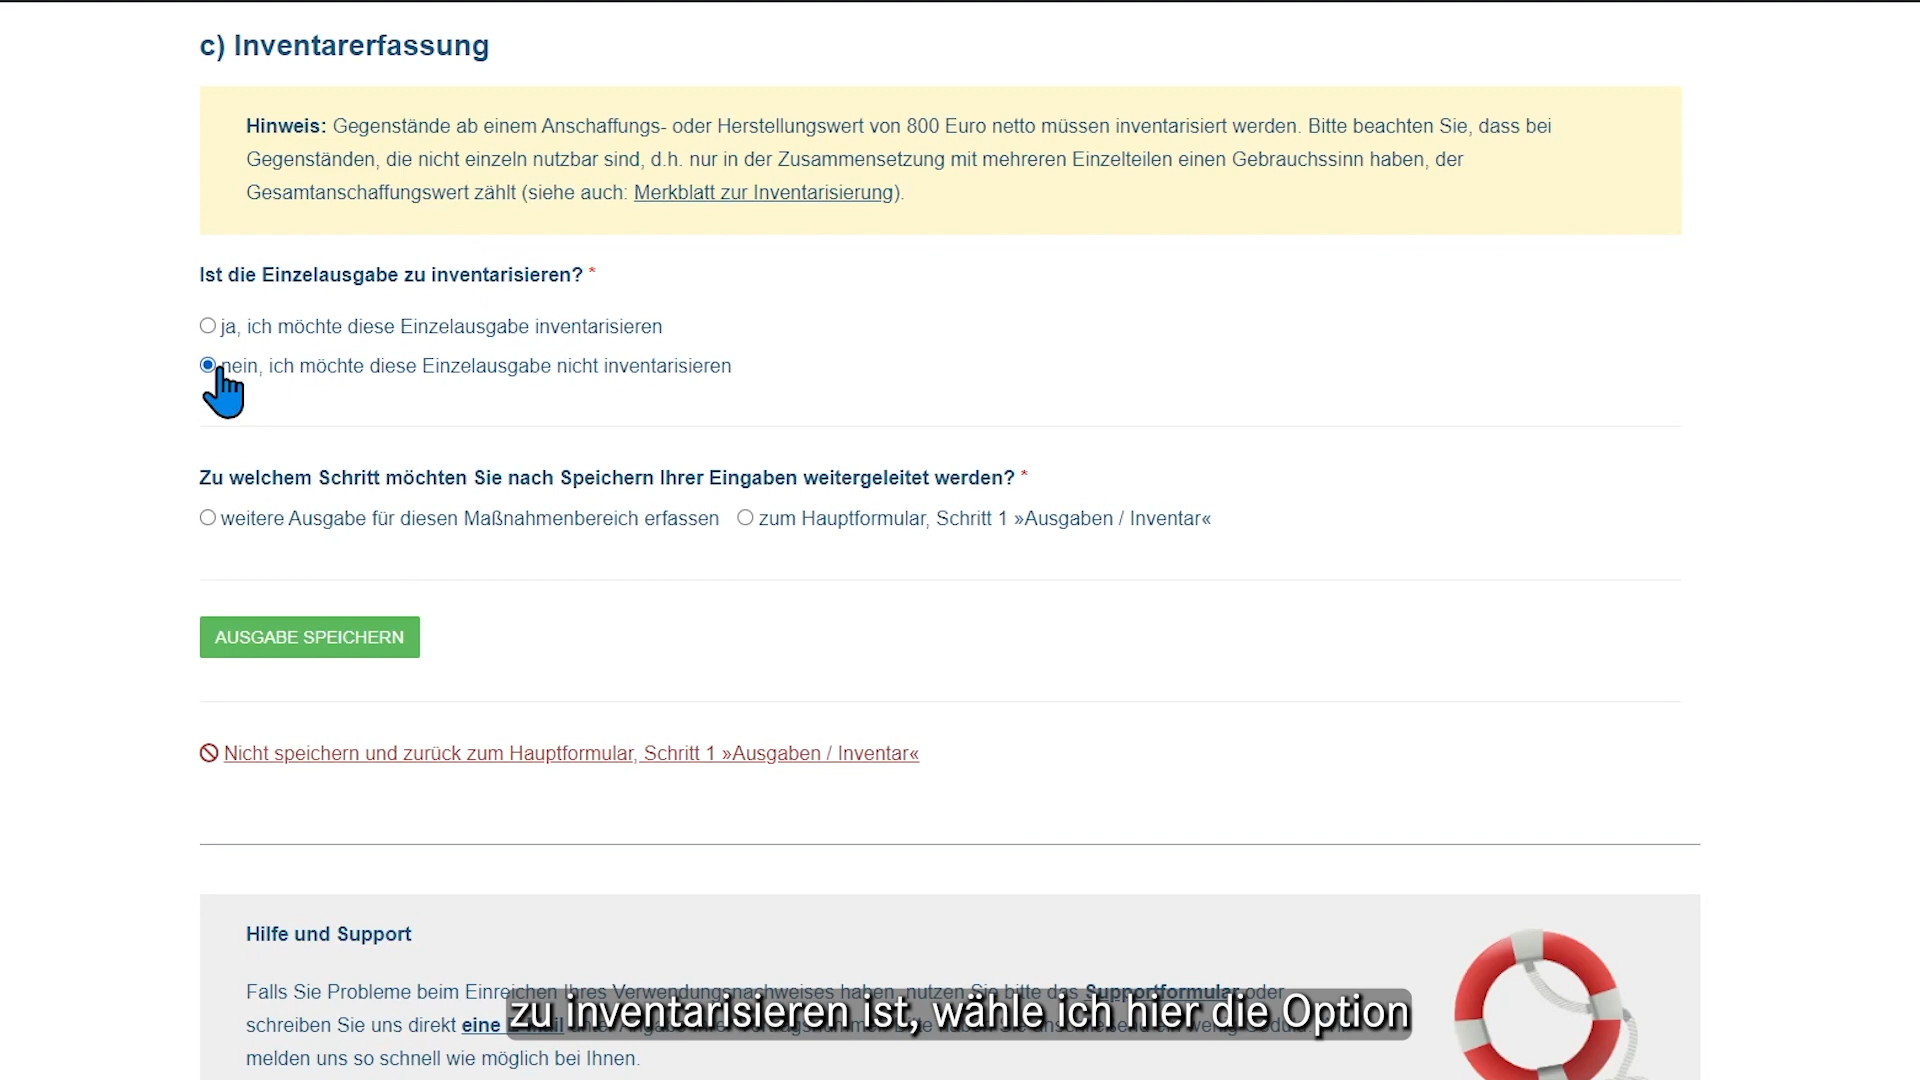 c) Inventarerfassung
Hinweis: Gegenstände ab einem Anschaffungs- oder Herstellungswert von 800 Euro netto müssen inventarisiert werden. Bitte beachten Sie, dass bei
Gegenständen, die nicht einzeln nutzbar sind, d.h. nur in der Zusammensetzung mit mehreren Einzelteilen einen Gebrauchssinn haben, der
Gesamtanschaffungswert zählt (siehe auch: Merkblatt zur Inventarisierung).
Ist die Einzelausgabe zu inventarisieren? *
ja, ich möchte diese Einzelausgabe inventarisieren
nein, ich möchte diese Einzelausgabe nicht inventarisieren
Zu welchem Schritt möchten Sie nach Speichern Ihrer Eingaben weitergeleitet werden? *
weitere Ausgabe für diesen Maßnahmenbereich erfassen zum Hauptformular, Schritt 1 »Ausgaben / Inventar«
AUSGABE SPEICHERN
Nicht speichern und zurück zum Hauptformular, Schritt 1 »Ausgaben / Inventar«
Hilfe und Support
Falls Sie Probleme beim Einreichen Ihres Verwendungsnachweises haben, nutzen Sie bitte das Supportformular oder
schreiben Sie uns direkt eine
zu inventarisieren ist, wähle ich hier die Option
melden uns so schnell wie möglich bei Ihnen.